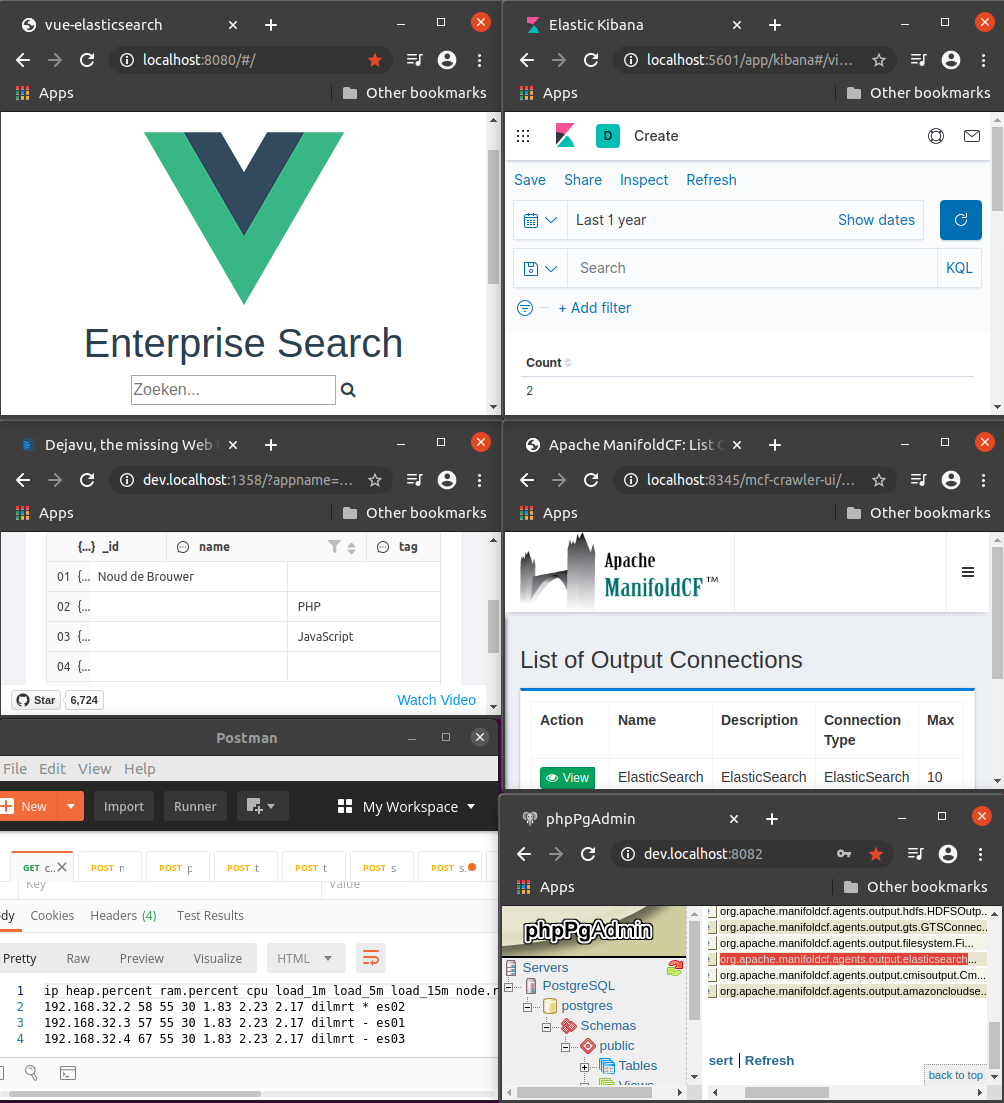 vue-elasticsearch
localhost:8080/#/
Apps
Other bookmarks
Enterprise Search
Zoeken...
Elastic Kibana
localhost:5601/app/kibana#/vi...
Apps
Other bookmarks
D
Create
Save Share Inspect Refresh
Last 1 year
Show dates
Search
KQL
+ Add filter
Count
2
Dejavu, the missing Web
dev.localhost:1358/?appname=...
Apps
Other bookmarks
{...} _id name tag
01 {... Noud de Brouwer
02 {... PHP
03 {... JavaScript
04 {...
Star 6,724
Watch Video
Apache ManifoldCF: List
localhost:8345/mcf-crawler-ui/...
Apps
Other bookmarks
Apache
ManifoldCF™
List of Output Connections
Action Name Description Connection Type Max
View ElasticSearch ElasticSearch ElasticSearch 10
Postman
File Edit View Help
New Import Runner My Workspace
GET c... POST n POST p POST t POST t POST s POST s.
Key Value
ody Cookies Headers (4) Test Results
Pretty Raw Preview Visualize HTML
1 ip heap.percent ram.percent cpu load_1m load_5m load_15m node.r
2 192.168.32.2 58 55 30 1.83 2.23 2.17 dilmrt * es02
3 192.168.32.3 57 55 30 1.83 2.23 2.17 dilmrt - es01
4 192.168.32.4 67 55 30 1.83 2.23 2.17 dilmrt - es03
phpPgAdmin
dev.localhost:8082
Apps
Other bookmarks
phpPgAdmin
Servers
PostgreSQL
postgres
Schemas
public
Tables
Views
org.apache.manifoldcf.agents.output.hdfs.HDFSOutp...
org.apache.manifoldcf.agents.output.gts.GTSConnec...
org.apache.manifoldcf.agents.output.filesystem.Fi...
org.apache.manifoldcf.agents.output.elasticsearch...
org.apache.manifoldcf.agents.output.cmisoutput.Cm...
org.apache.manifoldcf.agents.output.amazoncloudse...
sert | Refresh
back to top